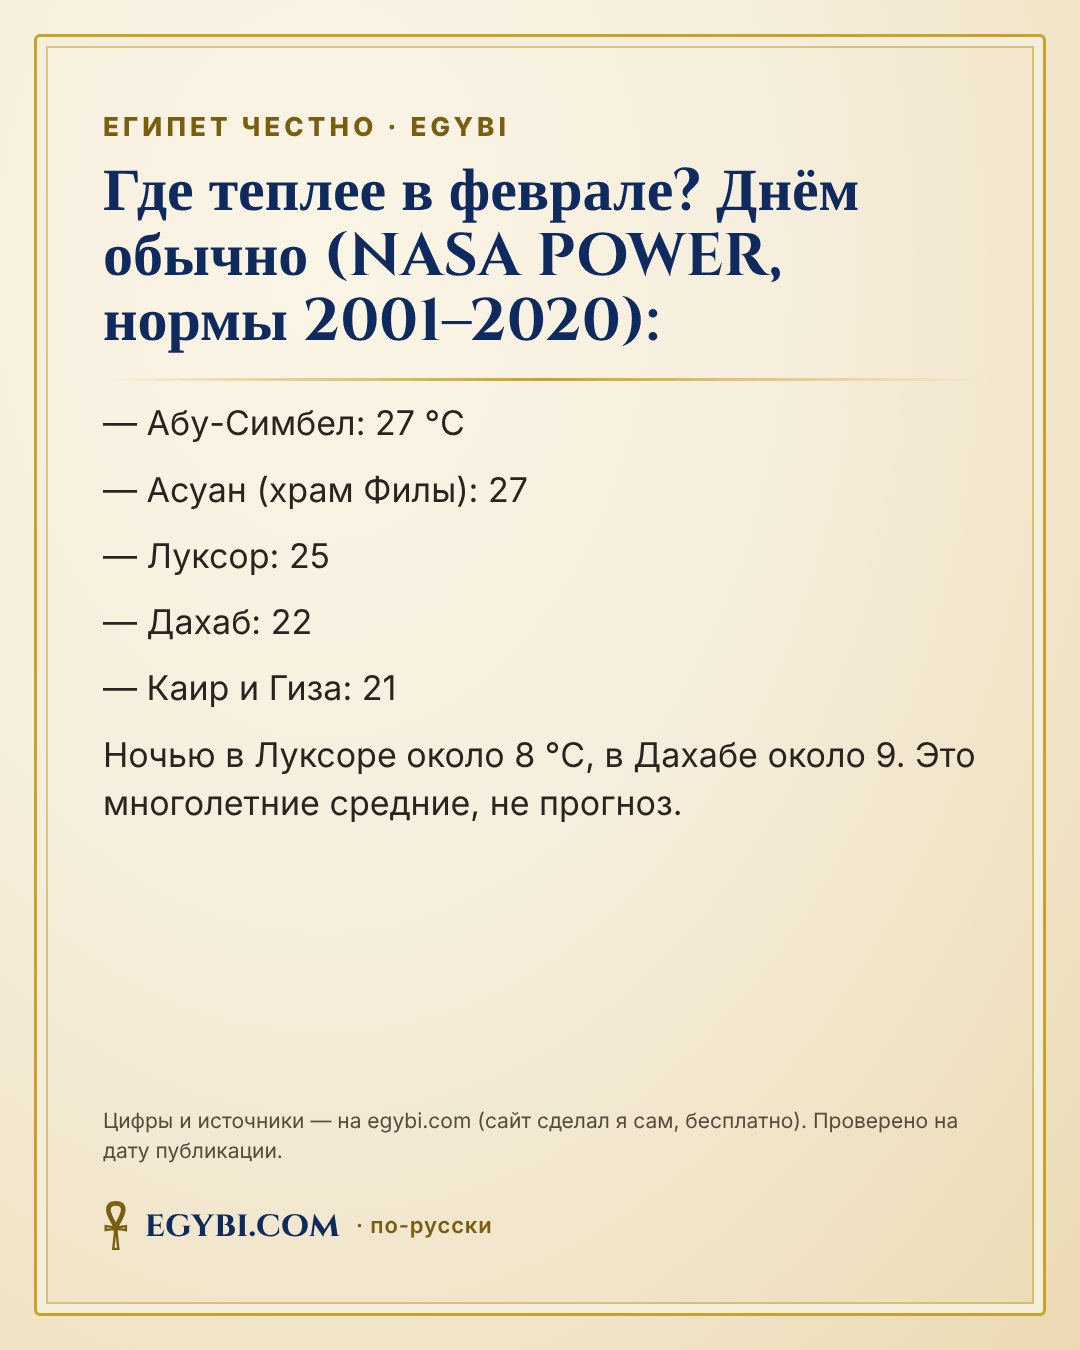 ЕГИПЕТ ЧЕСТНО · EGYBI
Где теплее в феврале? Днём
обычно (NASA POWER,
нормы 2001–2020):
— Абу-Симбел: 27 °C
— Асуан (храм Филы): 27
— Луксор: 25
— Дахаб: 22
— Каир и Гиза: 21
Ночью в Луксоре около 8 °C, в Дахабе около 9. Это
многолетние средние, не прогноз.
Цифры и источники — на egybi.com (сайт сделал я сам, бесплатно). Проверено на
дату публикации.
EGYBI.COM · по-русски